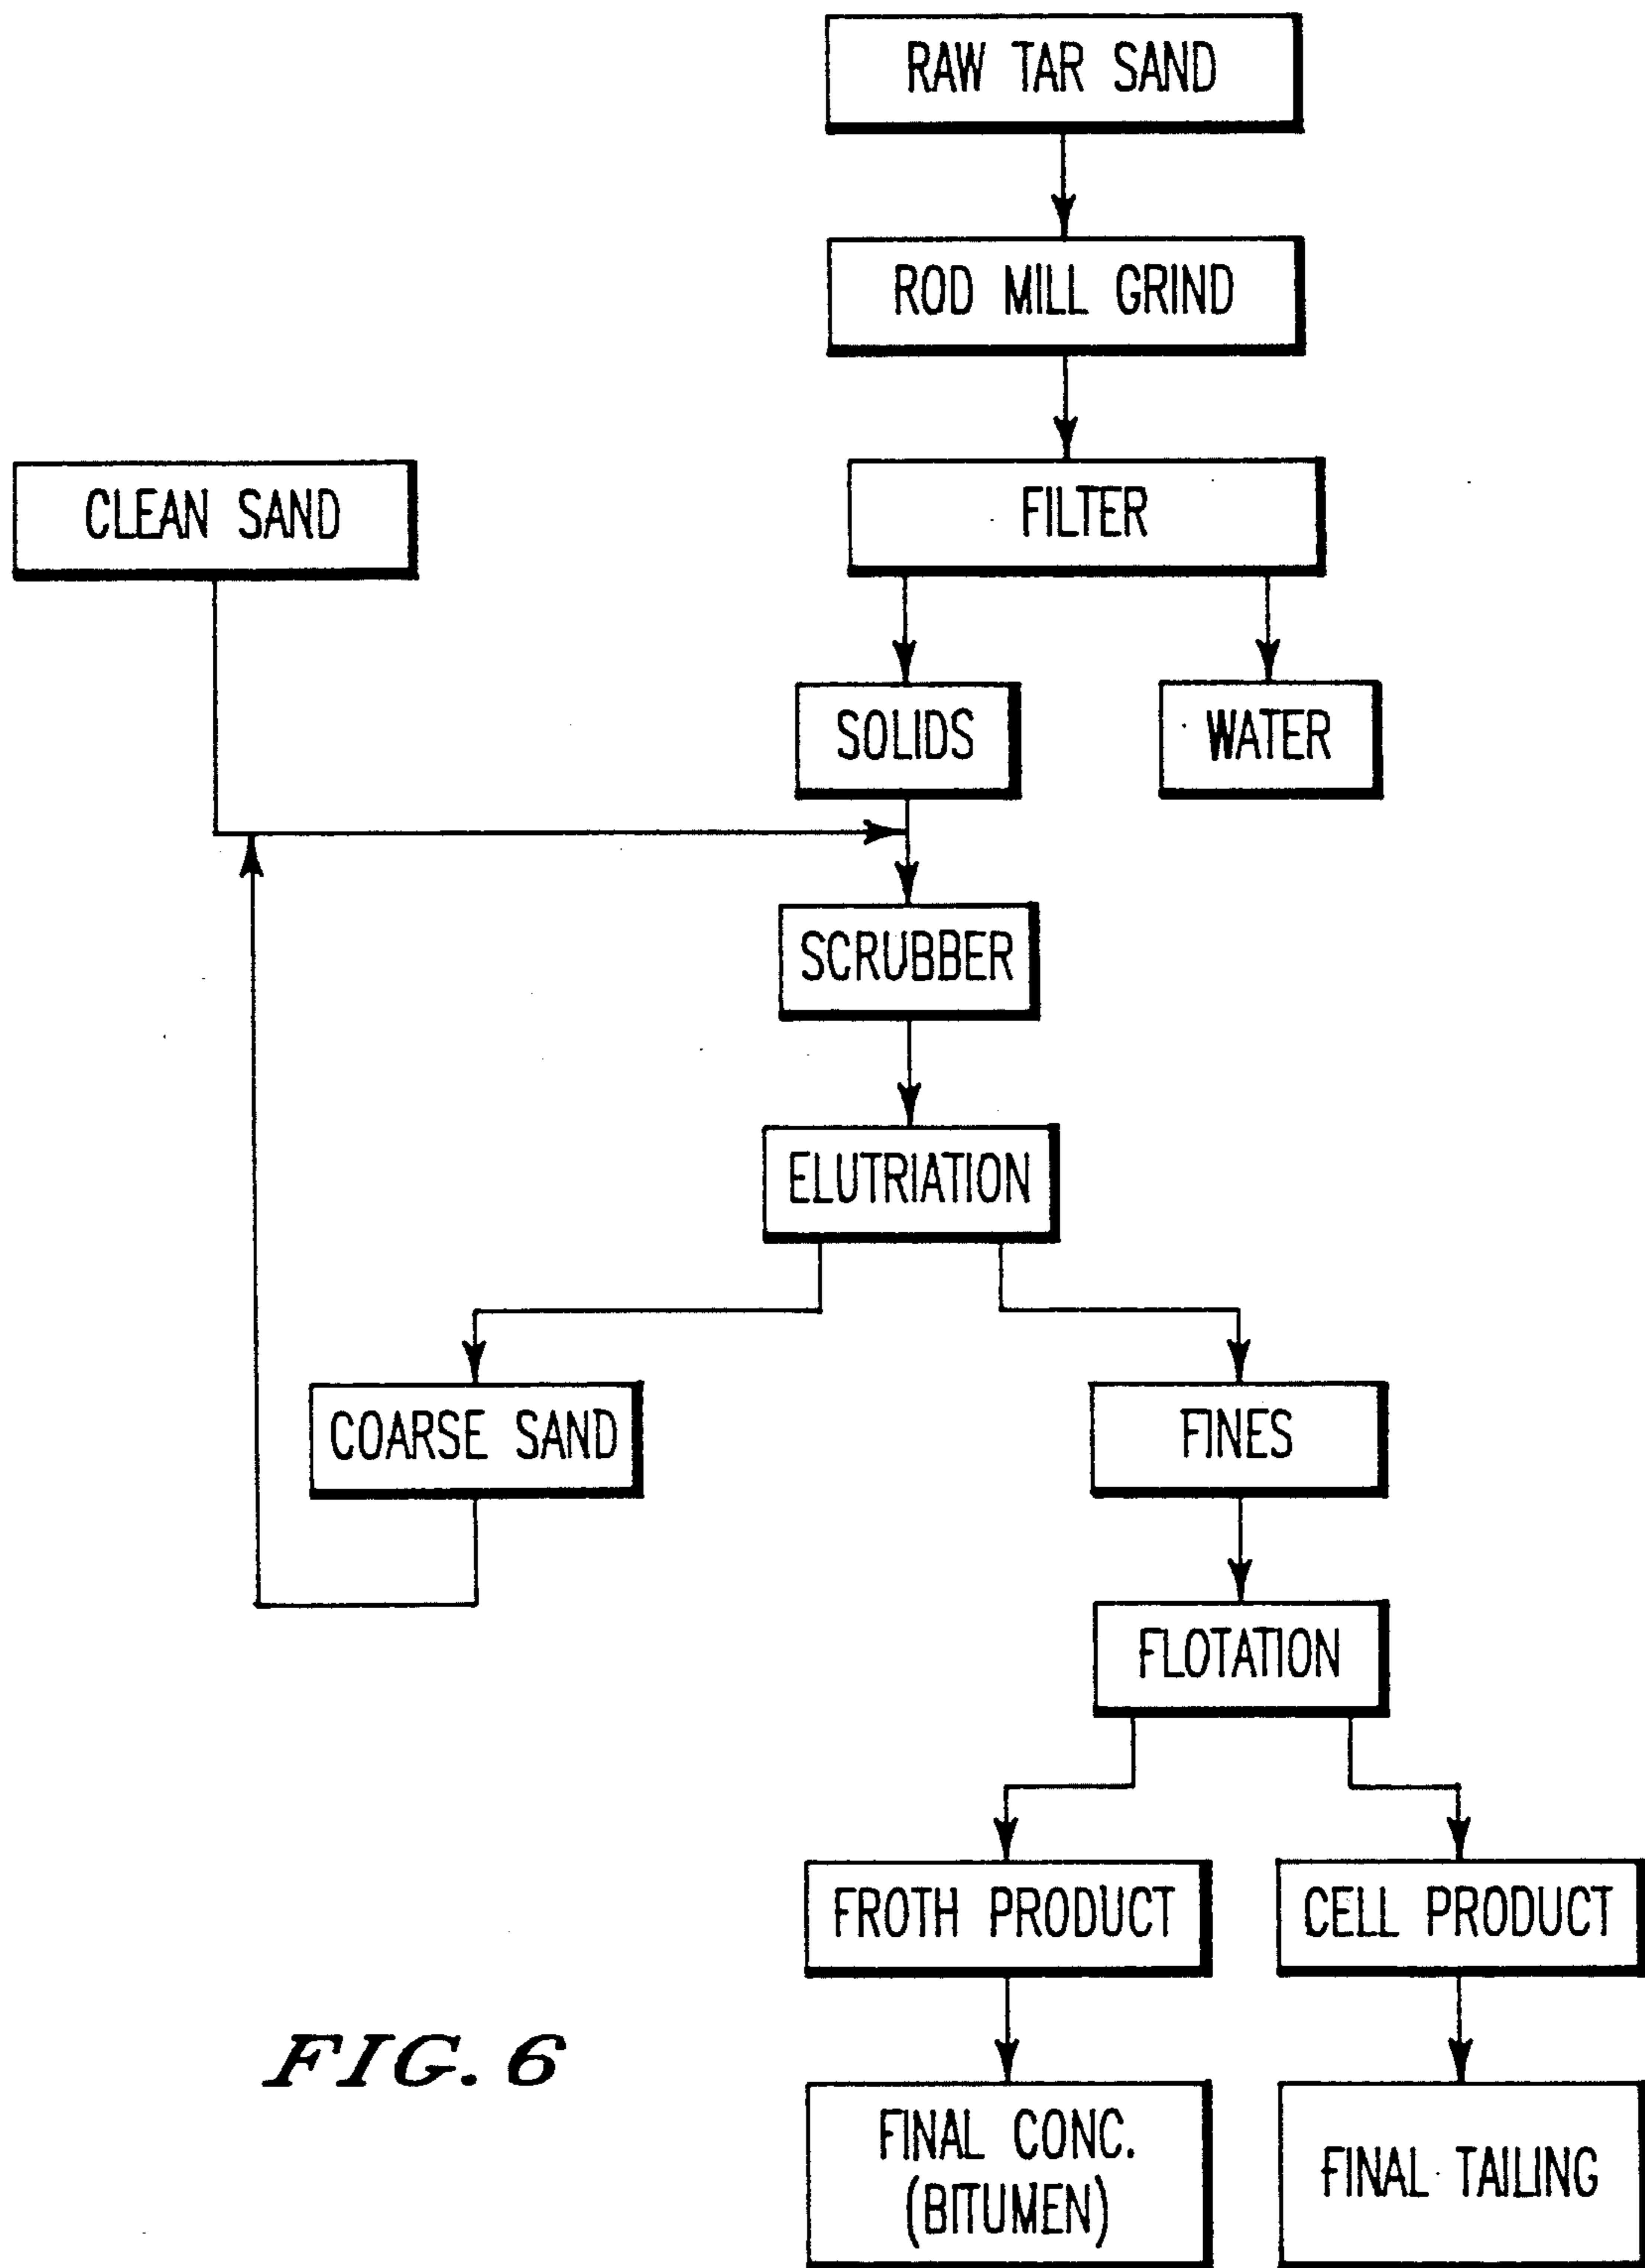 RAW TAR SAND
ROD MILL GRIND
CLEAN SAND
FILTER
SOLIDS
WATER
SCRUBBER
ELUTRIATION
COARSE SAND
FINES
FLOTATION
FROTH PRODUCT
CELL PRODUCT
FINAL CONC.
(BITUMEN)
FINAL TAILING
FIG. 6